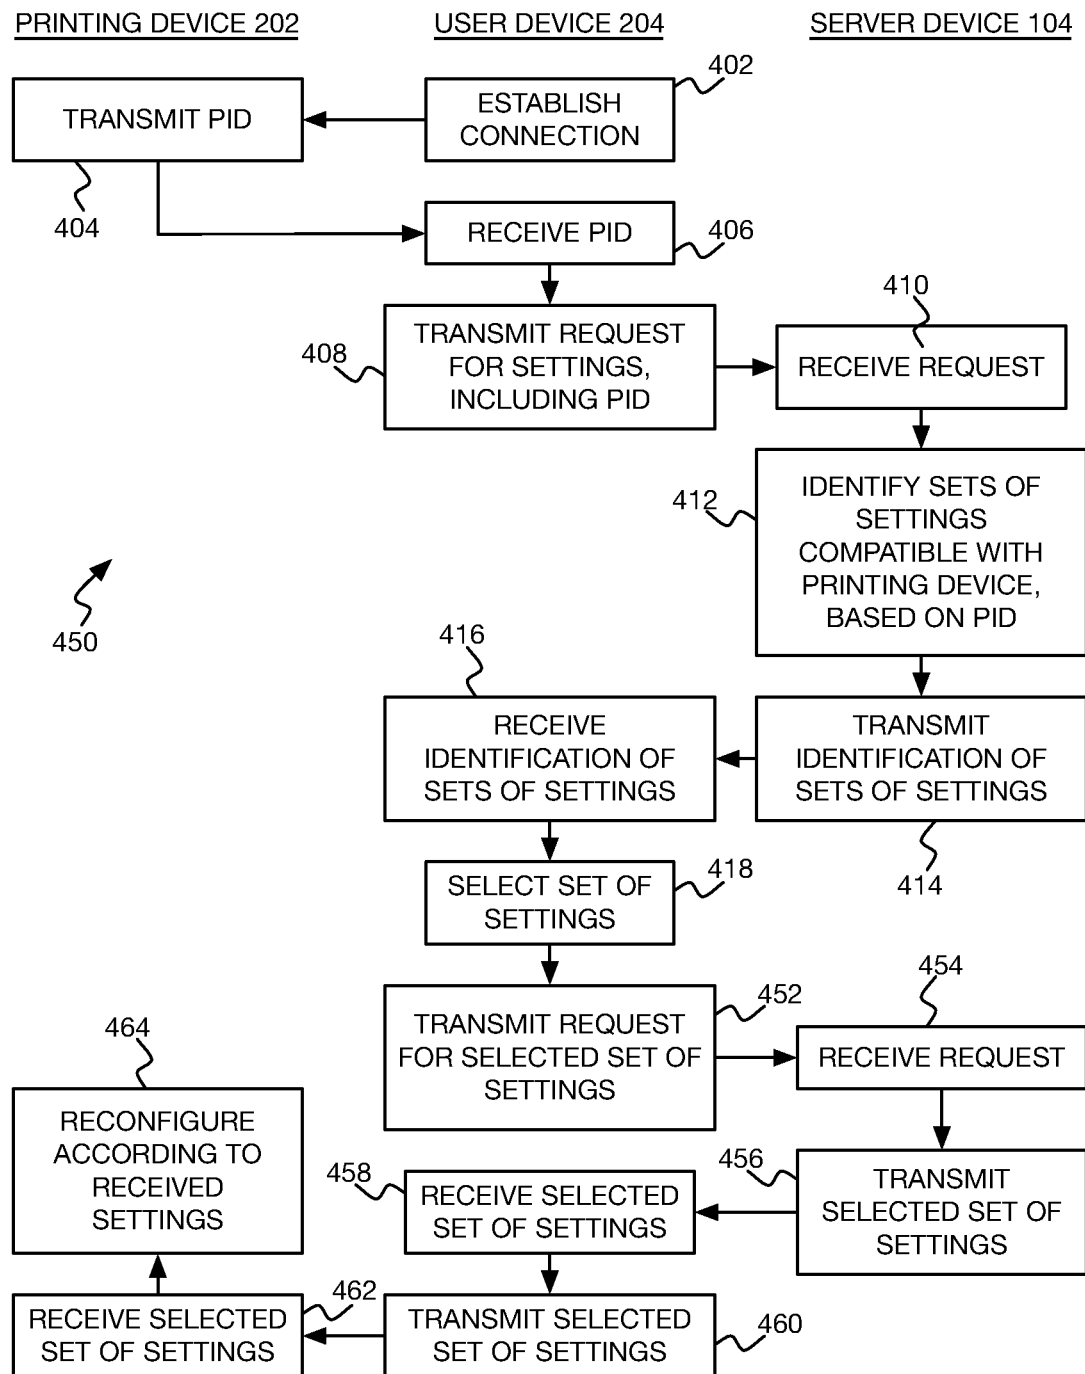 PRINTING DEVICE 202
USER DEVICE 204
SERVER DEVICE 104
402
TRANSMIT PID
ESTABLISH
CONNECTION
404
RECEIVE PID
406
410
408
TRANSMIT REQUEST
FOR SETTINGS,
INCLUDING PID
RECEIVE REQUEST
412
IDENTIFY SETS OF
SETTINGS
COMPATIBLE WITH
PRINTING DEVICE,
BASED ON PID
450
416
RECEIVE
IDENTIFICATION OF
SETS OF SETTINGS
TRANSMIT
IDENTIFICATION OF
SETS OF SETTINGS
414
SELECT SET OF
SETTINGS
418
452
454
TRANSMIT REQUEST
FOR SELECTED SET OF
SETTINGS
RECEIVE REQUEST
464
RECONFIGURE
ACCORDING TO
RECEIVED
SETTINGS
456
TRANSMIT
SELECTED SET OF
SETTINGS
458
RECEIVE SELECTED
SET OF SETTINGS
462
RECEIVE SELECTED
SET OF SETTINGS
TRANSMIT SELECTED
SET OF SETTINGS
460